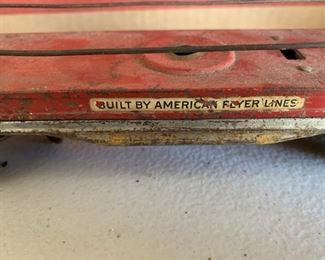 BUILT BY AMERICAN FLYER LINES